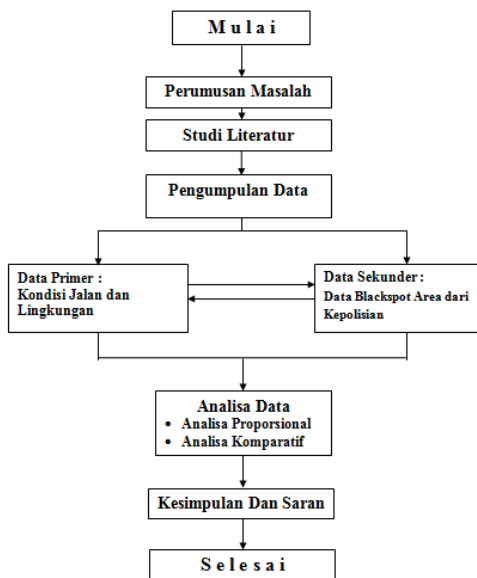 M u l a i
Perumusan Masalah
Studi Literatur
Pengumpulan Data
Data Primer :
Kondisi Jalan dan
Lingkungan
Data Sekunder :
Data Blackspot Area dari
Kepolisian
Analisa Data
• Analisa Proporsional
• Analisa Komparatif
Kesimpulan Dan Saran
S e l e s a i